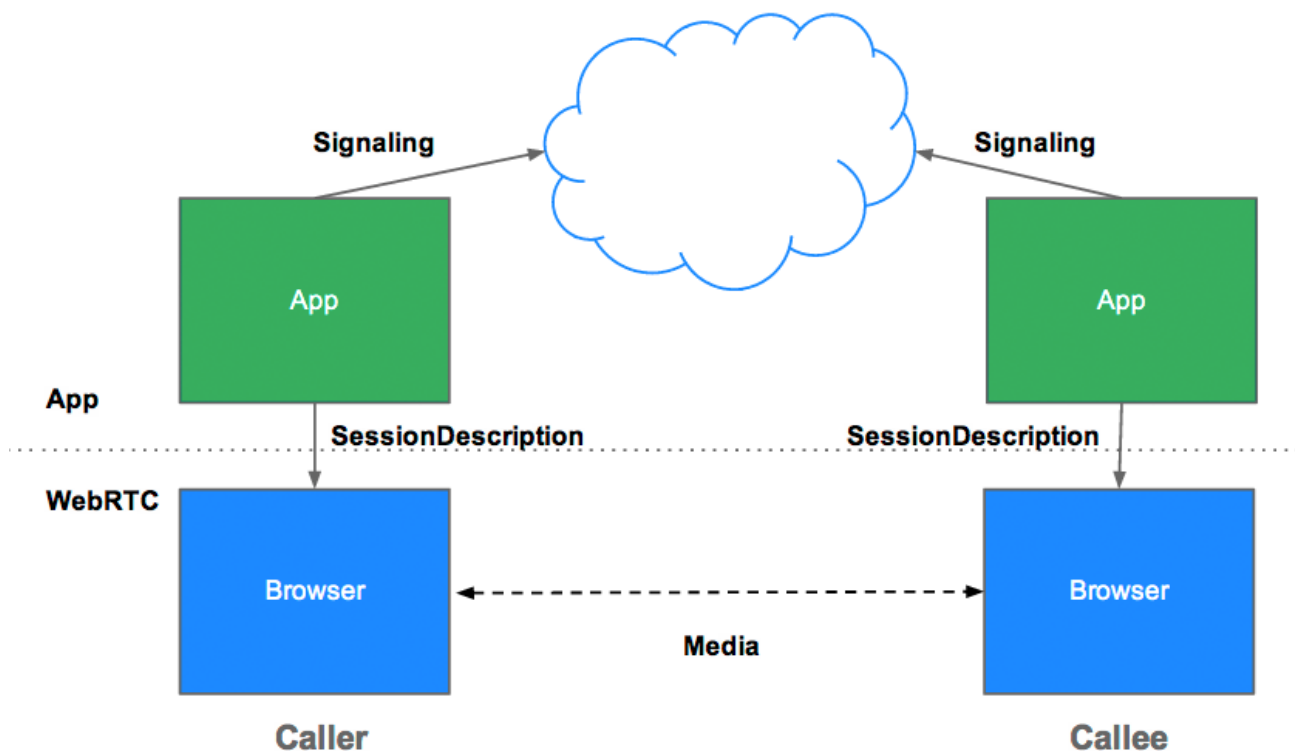 Signaling
Signaling
App
App
App
SessionDescription
SessionDescription
WebRTC
Browser
Browser
Media
Caller
Callee